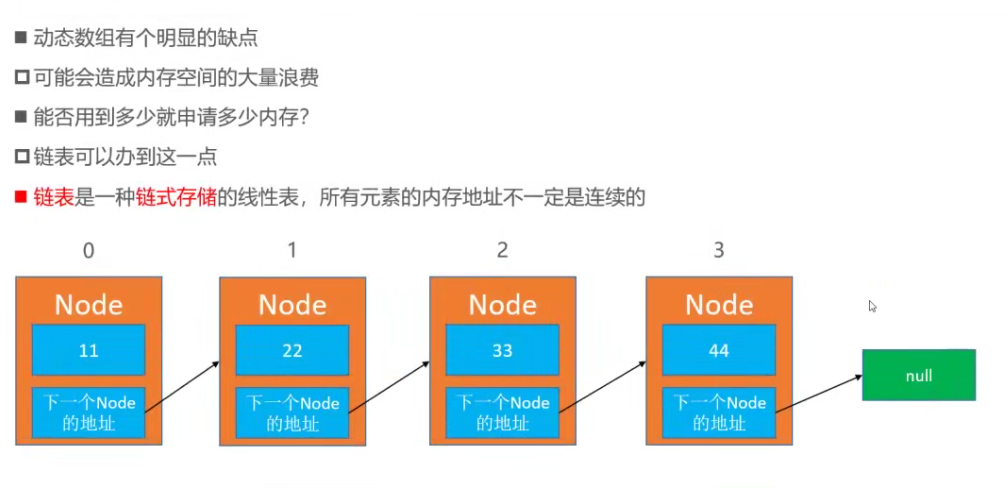 动态数组有个明显的缺点
可能会造成内存空间的大量浪费
能否用到多少就申请多少内存?
链表可以办到这一点
链表是一种链式存储的线性表，所有元素的内存地址不一定是连续的
0 1 2 3
Node Node Node Node
11 22 33 44
null
下一个Node 下一个Node 下一个Node 下一个Node
的地址 的地址 的地址 的地址